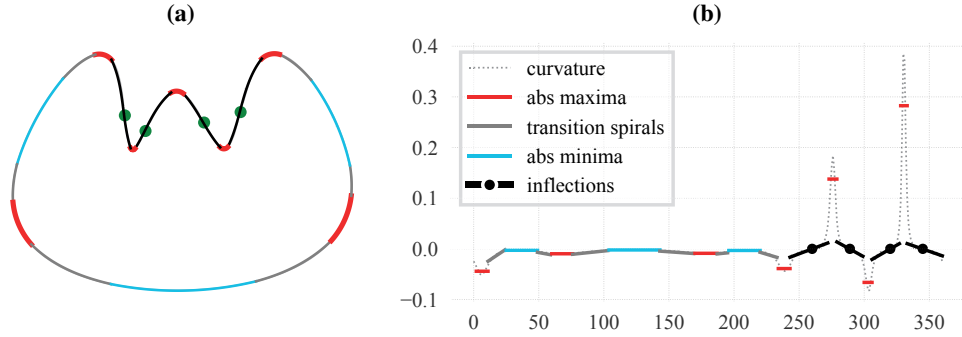 (a)
(b)
0.4
0.3
0.2
0.1
0.0
−0.1
curvature
abs maxima
transition spirals
abs minima
inflections
0 50 100 150 200 250 300 350